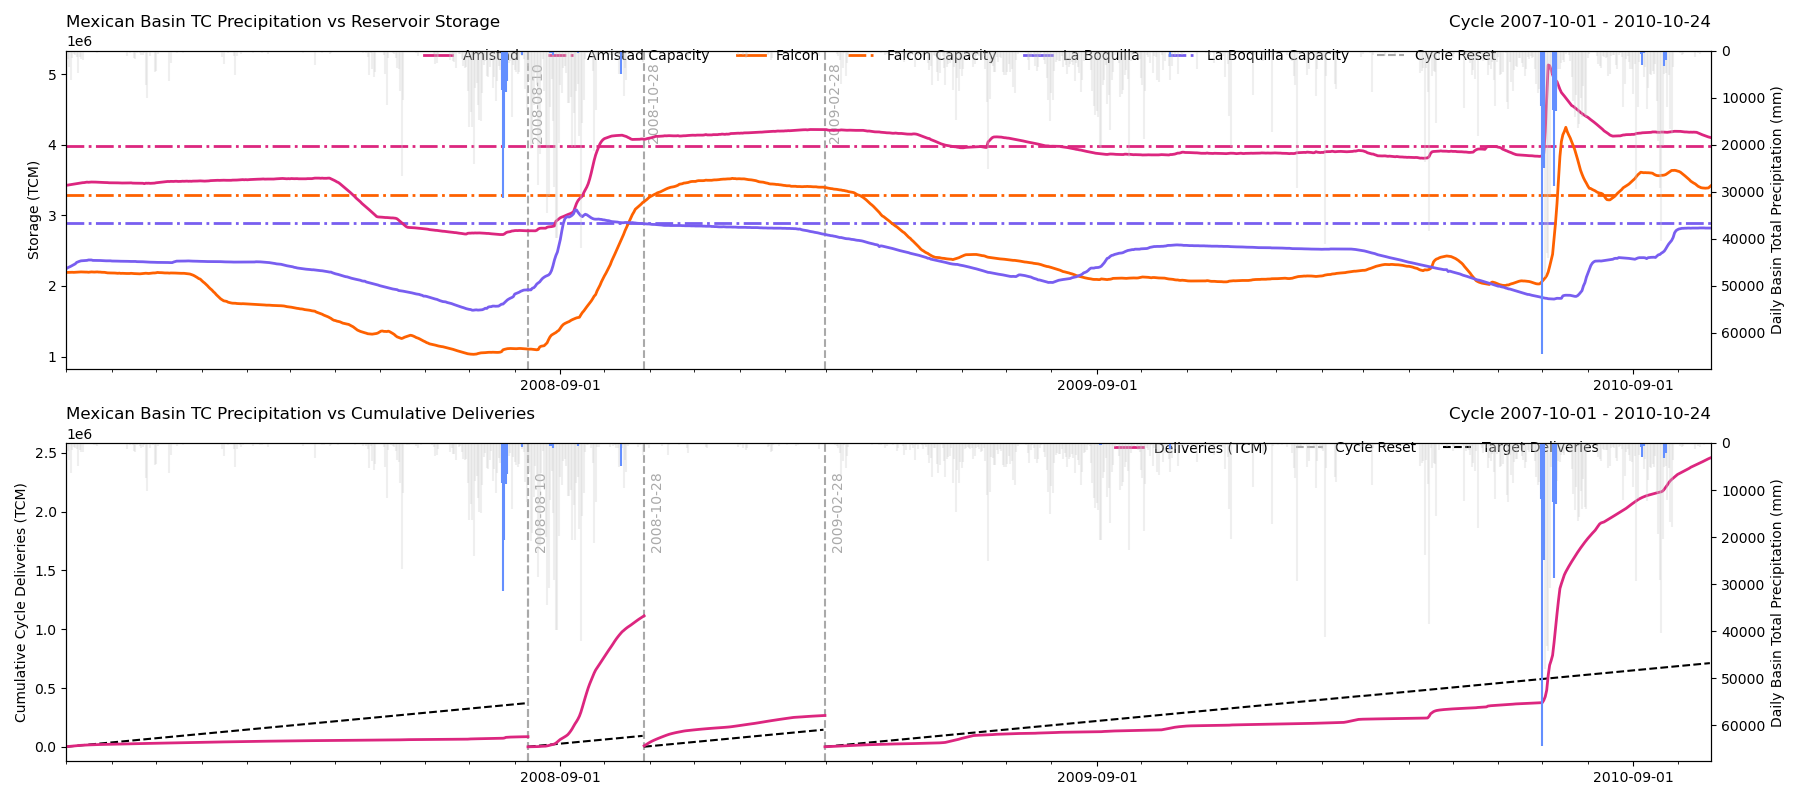 Mexican Basin TC Precipitation vs Reservoir Storage
Cycle 2007-10-01 - 2010-10-24
1e6
Amistad
Amistad Capacity
Falcon
Falcon Capacity
La Boquilla
La Boquilla Capacity
Cycle Reset
5
4
3
2
1
Storage (TCM)
2008-08-10
2008-10-28
2009-02-28
0
10000
20000
30000
40000
50000
60000
Daily Basin Total Precipitation (mm)
2008-09-01
2009-09-01
2010-09-01
Mexican Basin TC Precipitation vs Cumulative Deliveries
Cycle 2007-10-01 - 2010-10-24
1e6
Deliveries (TCM)
Cycle Reset
Target Deliveries
2.5
2.0
1.5
1.0
0.5
0.0
Cumulative Cycle Deliveries (TCM)
2008-08-10
2008-10-28
2009-02-28
0
10000
20000
30000
40000
50000
60000
Daily Basin Total Precipitation (mm)
2008-09-01
2009-09-01
2010-09-01